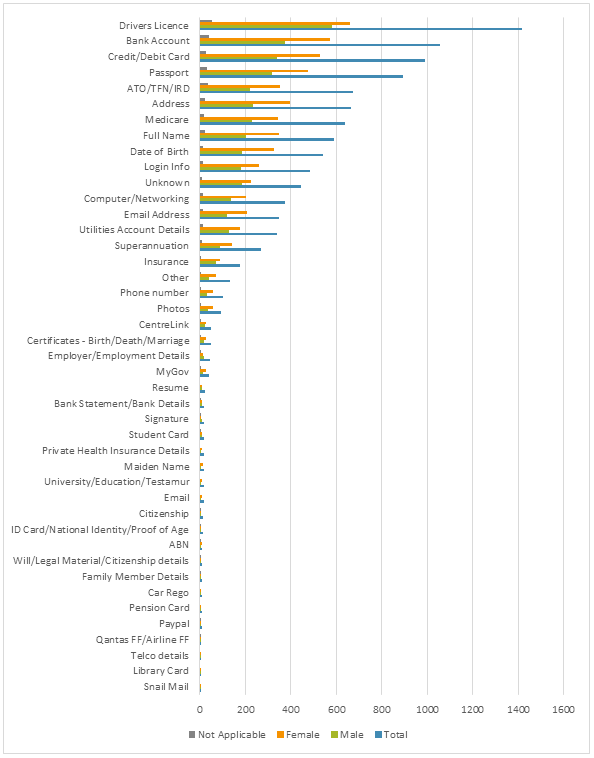 Drivers Licence
Bank Account
Credit/Debit Card
Passport
ATO/TFN/IRD
Address
Medicare
Full Name
Date of Birth
Login Info
Unknown
Computer/Networking
Email Address
Utilities Account Details
Superannuation
Insurance
Other
Phone number
Photos
CentreLink
Certificates - Birth/Death/Marriage
Employer/Employment Details
MyGov
Resume
Bank Statement/Bank Details
Signature
Student Card
Private Health Insurance Details
Maiden Name
University/Education/Testamur
Email
Citizenship
ID Card/National Identity/Proof of Age
ABN
Will/Legal Material/Citizenship details
Family Member Details
Car Rego
Pension Card
Paypal
Qantas FF/Airline FF
Telco details
Library Card
Snail Mail
0 200 400 600 800 1000 1200 1400 1600
Not Applicable Female Male Total